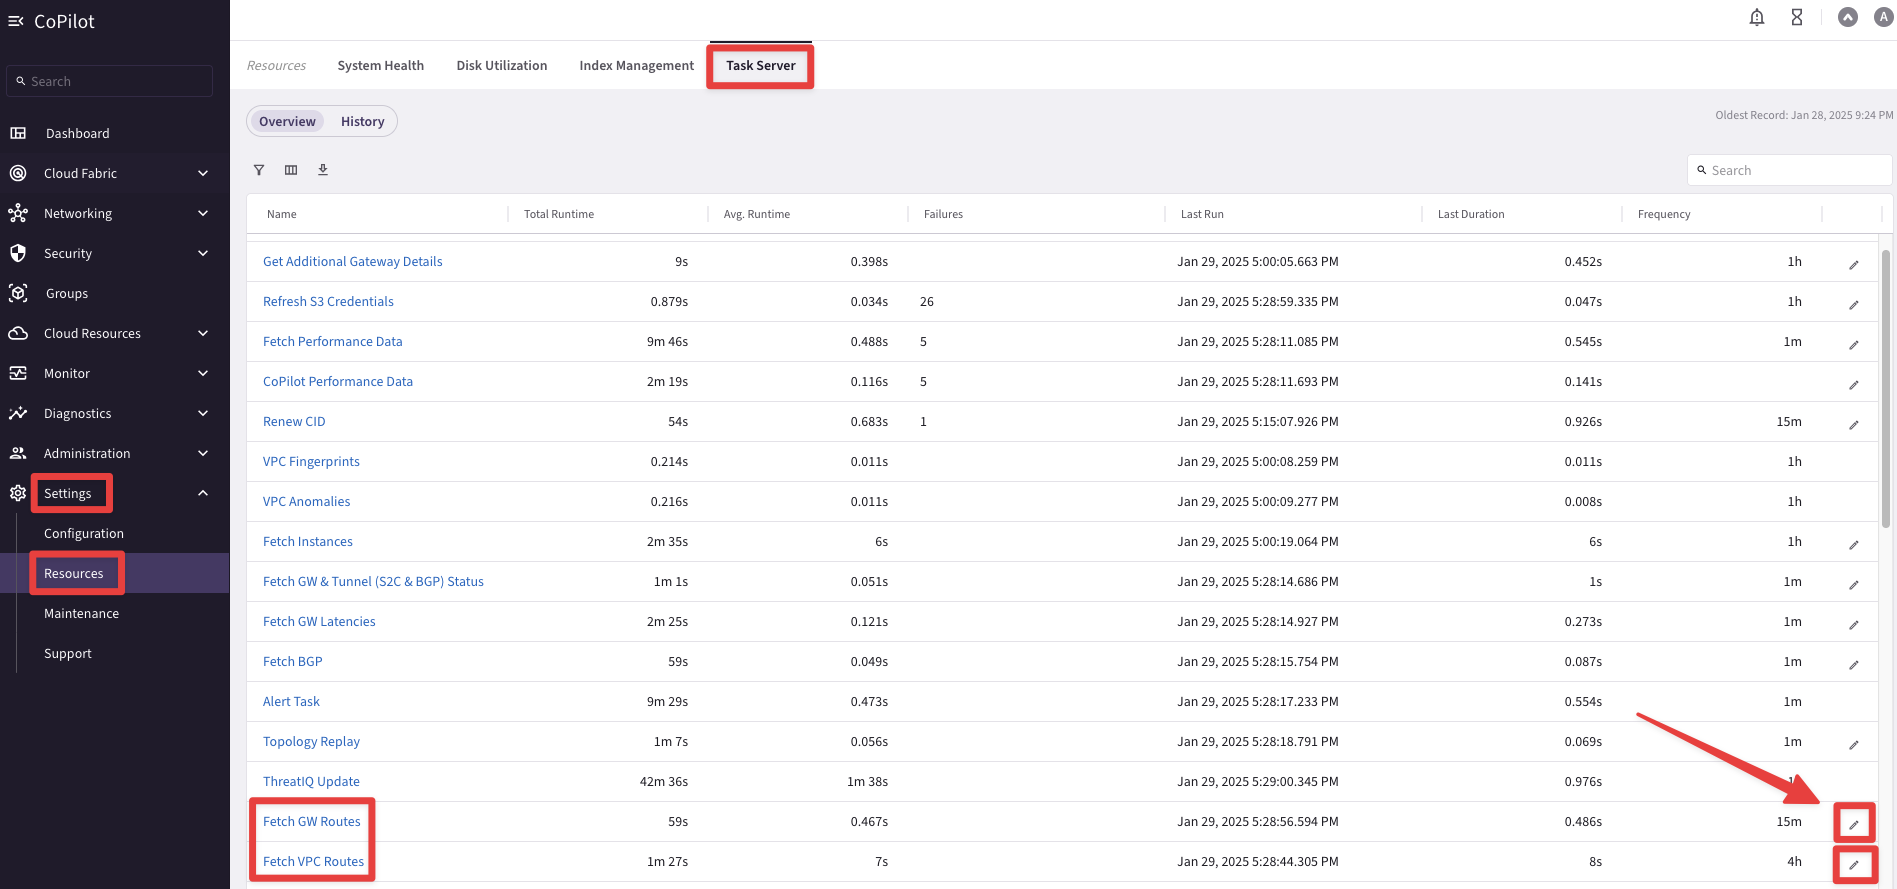 CoPilot
A
Search
Resources System Health Disk Utilization Index Management Task Server
Overview History
Oldest Record: Jan 28, 2025 9:24 PM
Search
Dashboard
Cloud Fabric
Networking
Security
Groups
Cloud Resources
Monitor
Diagnostics
Administration
Settings
Configuration
Resources
Maintenance
Support
Name Total Runtime Avg. Runtime Failures Last Run Last Duration Frequency
Get Additional Gateway Details 9s 0.398s Jan 29, 2025 5:00:05.663 PM 0.452s 1h
Refresh S3 Credentials 0.879s 0.034s 26 Jan 29, 2025 5:28:59.335 PM 0.047s 1h
Fetch Performance Data 9m 46s 0.488s 5 Jan 29, 2025 5:28:11.085 PM 0.545s 1m
CoPilot Performance Data 2m 19s 0.116s 5 Jan 29, 2025 5:28:11.693 PM 0.141s
Renew CID 54s 0.683s 1 Jan 29, 2025 5:15:07.926 PM 0.926s 15m
VPC Fingerprints 0.214s 0.011s Jan 29, 2025 5:00:08.259 PM 0.011s 1h
VPC Anomalies 0.216s 0.011s Jan 29, 2025 5:00:09.277 PM 0.008s 1h
Fetch Instances 2m 35s 6s Jan 29, 2025 5:00:19.064 PM 6s 1h
Fetch GW & Tunnel (S2C & BGP) Status 1m 1s 0.051s Jan 29, 2025 5:28:14.686 PM 1s 1m
Fetch GW Latencies 2m 25s 0.121s Jan 29, 2025 5:28:14.927 PM 0.273s 1m
Fetch BGP 59s 0.049s Jan 29, 2025 5:28:15.754 PM 0.087s 1m
Alert Task 9m 29s 0.473s Jan 29, 2025 5:28:17.233 PM 0.554s 1m
Topology Replay 1m 7s 0.056s Jan 29, 2025 5:28:18.791 PM 0.069s 1m
ThreatIQ Update 42m 36s 1m 38s Jan 29, 2025 5:29:00.345 PM 0.976s
Fetch GW Routes 59s 0.467s Jan 29, 2025 5:28:56.594 PM 0.486s 15m
Fetch VPC Routes 1m 27s 7s Jan 29, 2025 5:28:44.305 PM 8s 4h